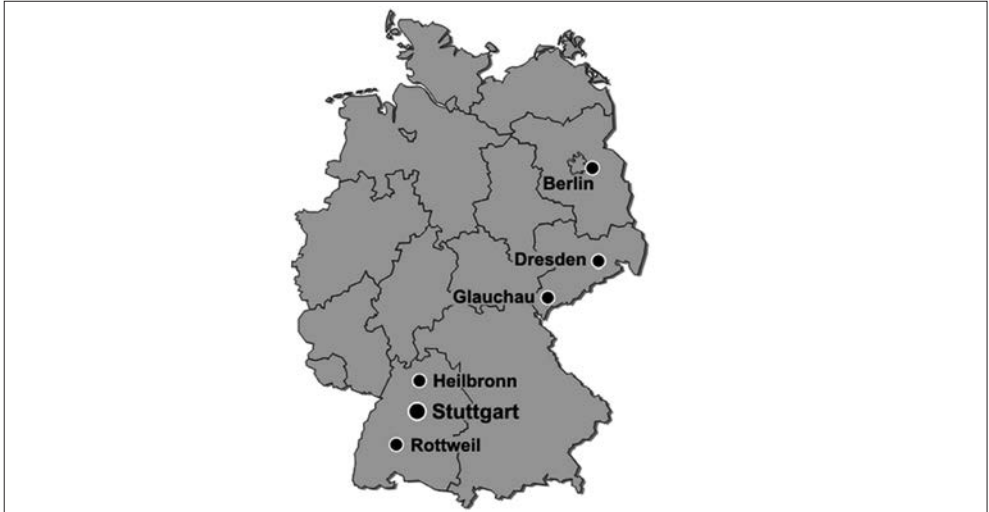 Berlin
Dresden
Glauchau
Heilbronn
Stuttgart
Rottweil